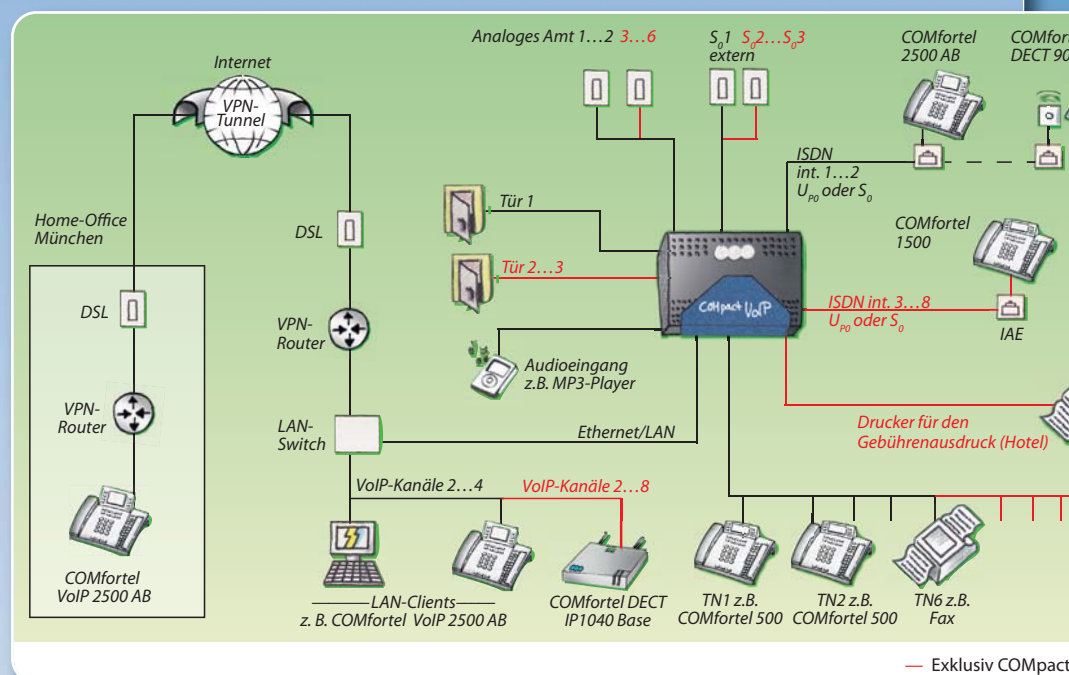 Analoges Amt 1…2 3…6
S₀1 S₀2…S₀3
extern
COMfortel
2500 AB
COMfort
DECT 90
Internet
VPN-
Tunnel
ISDN
int. 1…2
Uₚ₀ oder S₀
Tür 1
Home-Office
München
DSL
COMfortel
1500
Tür 2…3
DSL
COMpact VoIP
ISDN int. 3…8
Uₚ₀ oder S₀
IAE
VPN-
Router
Audioeingang
z.B. MP3-Player
VPN-
Router
LAN-
Switch
Ethernet/LAN
Drucker für den
Gebührenausdruck (Hotel)
VoIP-Kanäle 2…4
VoIP-Kanäle 2…8
COMfortel
VoIP 2500 AB
LAN-Clients
z. B. COMfortel VoIP 2500 AB
COMfortel DECT
IP1040 Base
TN1 z.B.
COMfortel 500
TN2 z.B.
COMfortel 500
TN6 z.B.
Fax
— Exklusiv COMpact